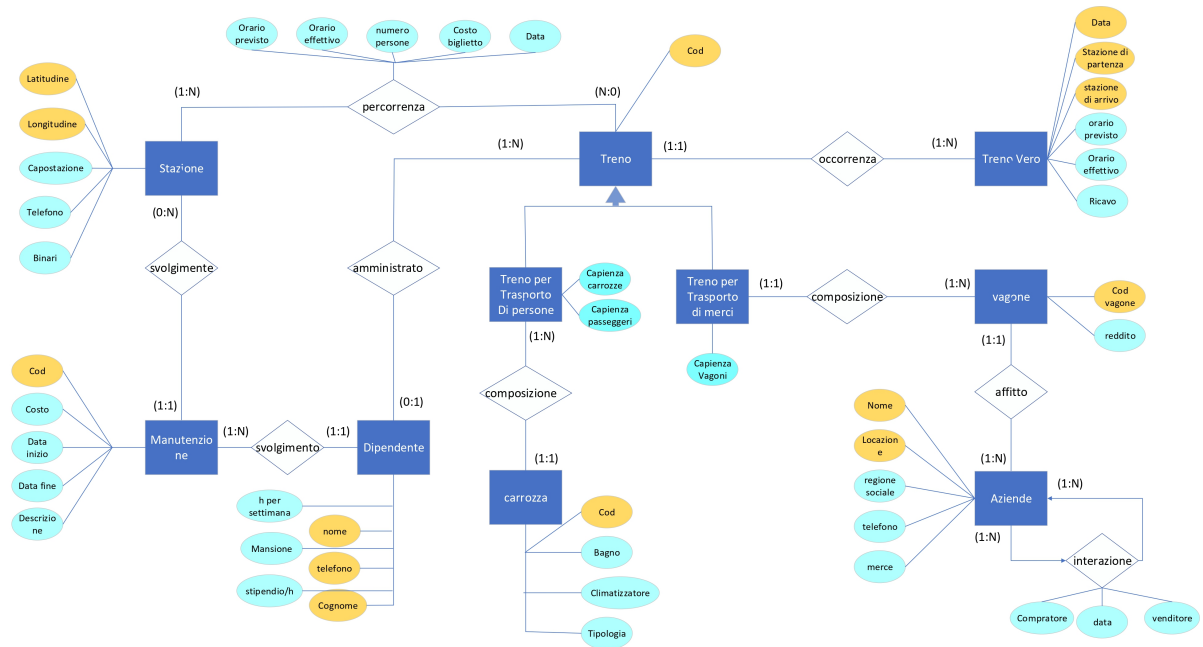 Orario
previsto
Orario
effettivo
numero
persone
Costo
biglietto
Data
Cod
Data
Stazione di
partenza
stazione
di arrivo
orario
previsto
Orario
effettivo
Ricavo
Latitudine
Longitudine
Capostazione
Telefono
Binari
(1:N)
percorrenza
(N:0)
Stazione
(1:N)
Treno
(1:1)
occorrenza
(1:N)
Treno Vero
(0:N)
svolgimente
amministrato
Treno per
Trasporto
Di persone
Capienza
carrozze
Capienza
passeggeri
Treno per
Trasporto
di merci
(1:1)
composizione
(1:N)
vagone
Cod
vagone
reddito
(1:N)
(1:1)
Capienza
Vagoni
Cod
Costo
Data
inizio
Data fine
Descrizio
ne
(1:1)
(0:1)
composizione
affitto
Manutenzio
ne
(1:N)
svolgimento
(1:1)
Dipendente
(1:1)
(1:N)
Nome
Locazion
e
regione
sociale
telefono
merce
carrozza
Aziende
(1:N)
(1:N)
h per
settimana
nome
Mansione
telefono
stipendio/h
Cognome
Cod
Bagno
Climatizzatore
Tipologia
interazione
Compratore
data
venditore